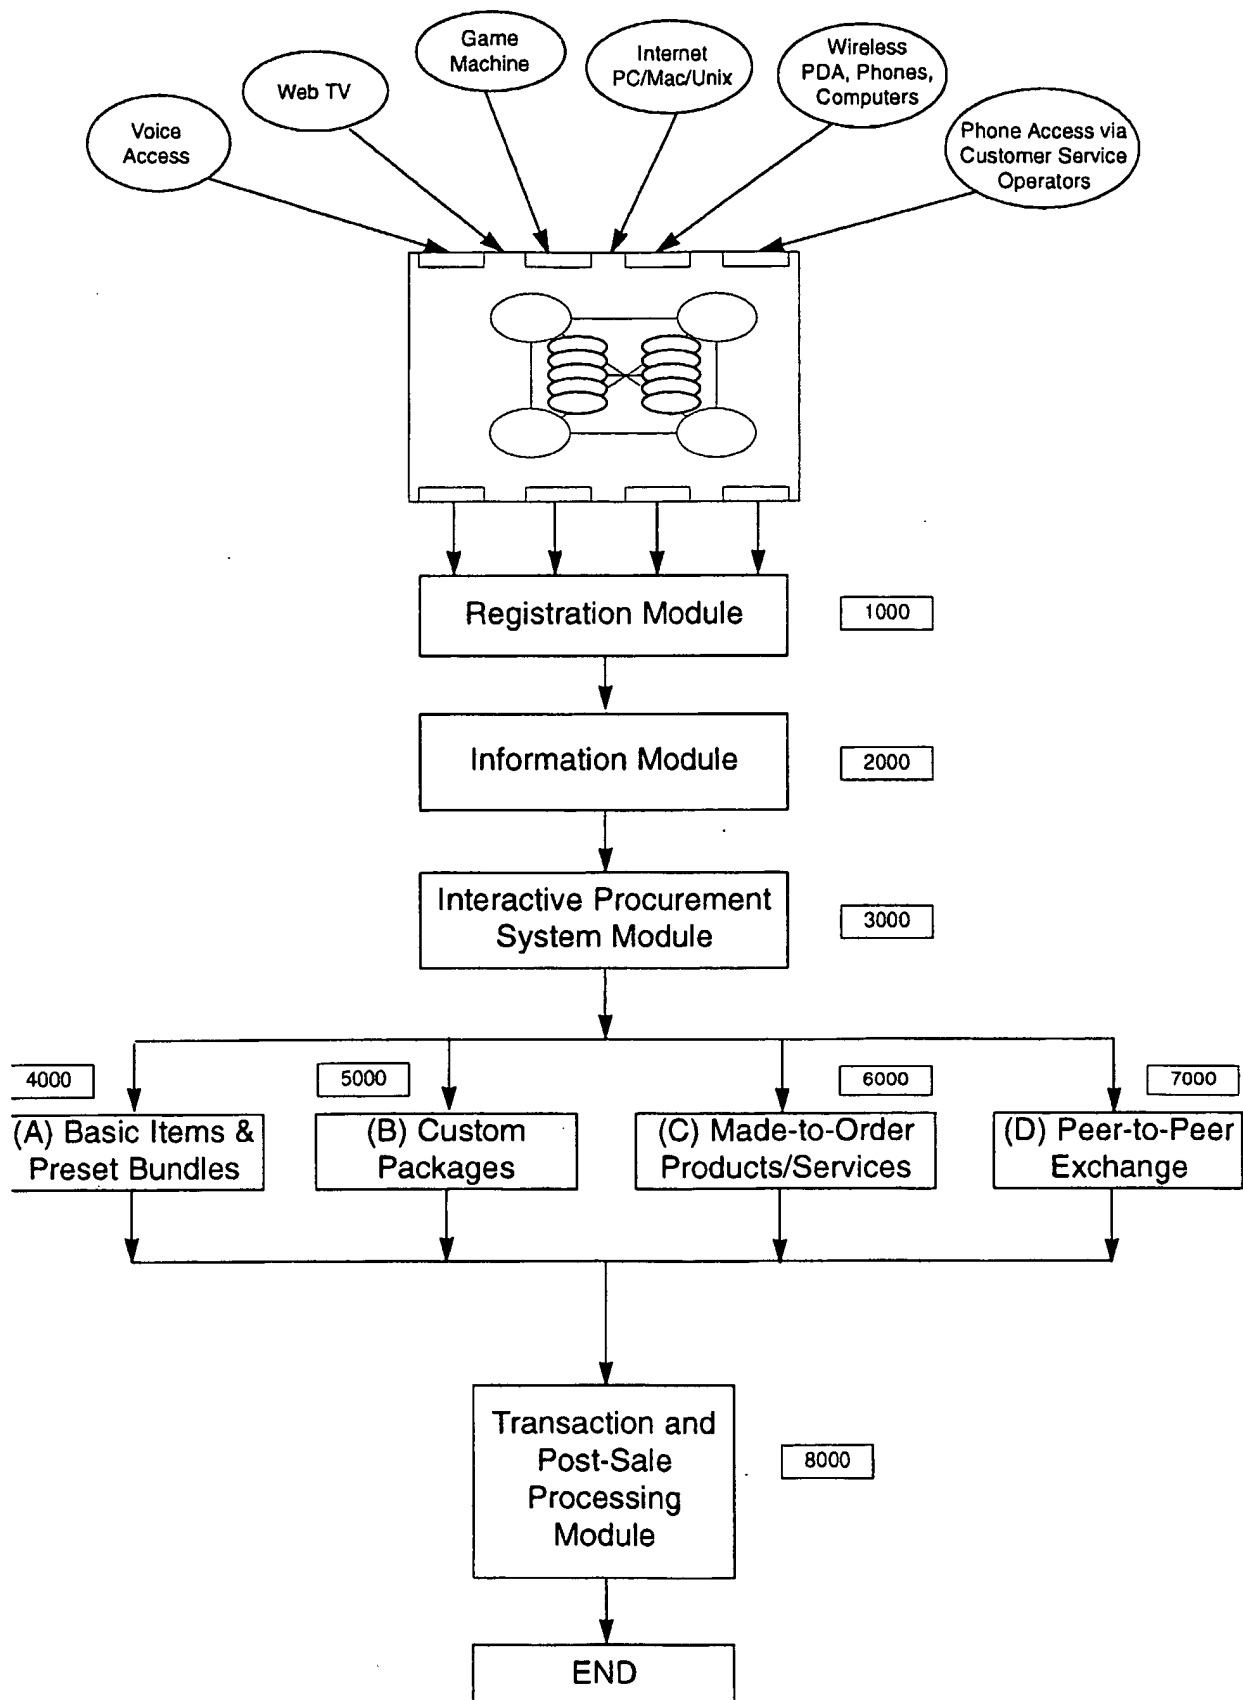 Game
Machine
Internet
PC/Mac/Unix
Wireless
PDA, Phones,
Computers
Web TV
Voice
Access
Phone Access via
Customer Service
Operators
Registration Module
1000
Information Module
2000
Interactive Procurement
System Module
3000
4000
5000
6000
7000
(A) Basic Items &
Preset Bundles
(B) Custom
Packages
(C) Made-to-Order
Products/Services
(D) Peer-to-Peer
Exchange
Transaction and
Post-Sale
Processing
Module
8000
END